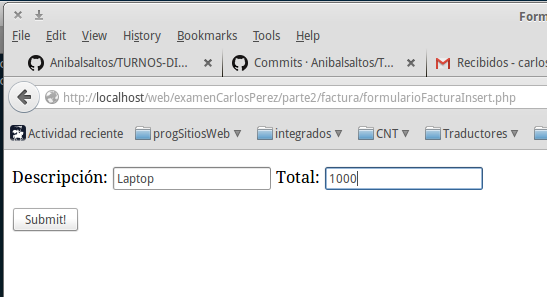 Form
File Edit View History Bookmarks Tools Help
Anibalsaltos/TURNOS-DI... Commits · Anibalsaltos/T... Recibidos - carlos
http://localhost/web/examenCarlosPerez/parte2/factura/formularioFacturaInsert.php
Actividad reciente progSitiosWeb integrados CNT Traductores
Descripción: Laptop Total: 1000
Submit!